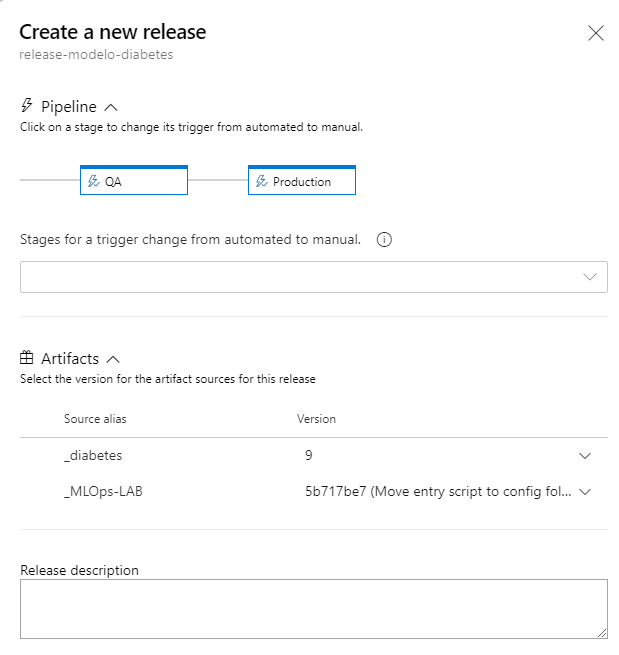 Create a new release
release-modelo-diabetes
Pipeline
Click on a stage to change its trigger from automated to manual.
QA
Production
Stages for a trigger change from automated to manual.
Artifacts
Select the version for the artifact sources for this release
Source alias Version
_diabetes 9
_MLOps-LAB 5b717be7 (Move entry script to config fol...
Release description